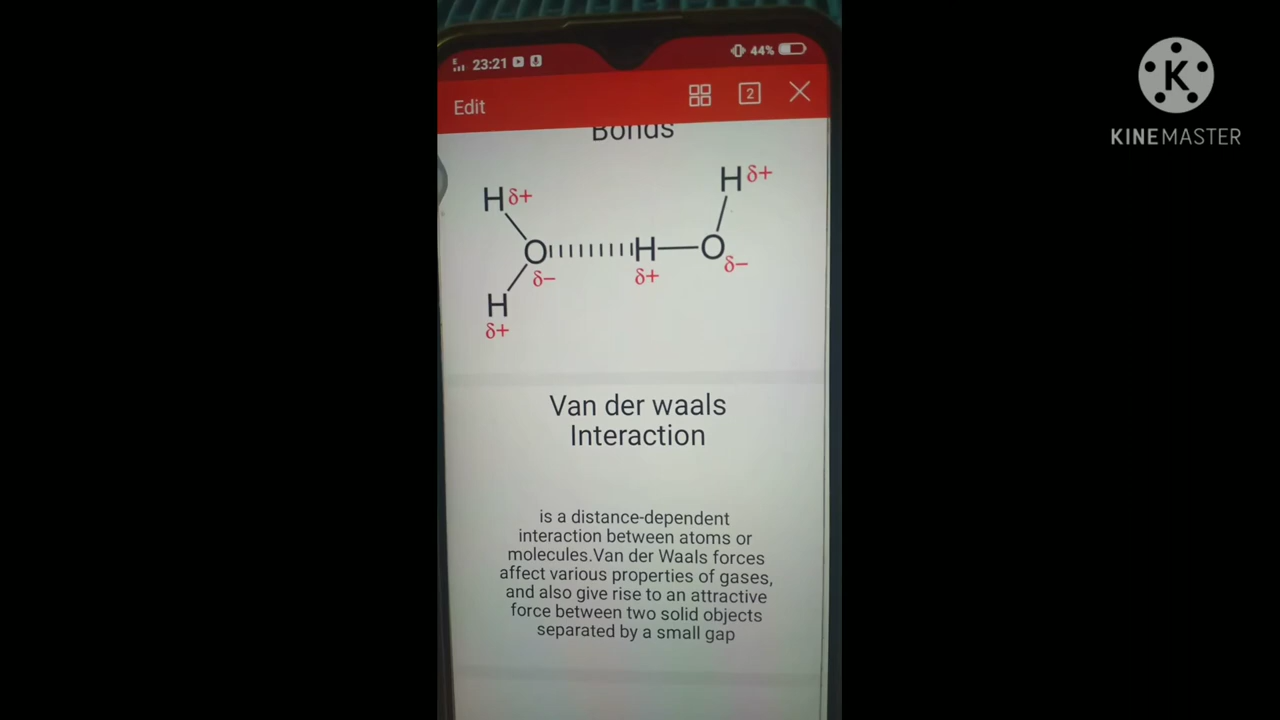 23:21
44%
KINEMASTER
K
Edit
2
Bonds
H δ+
H δ+
O H O
δ− δ+ δ−
H
δ+
Van der waals
Interaction
is a distance-dependent
interaction between atoms or
molecules.Van der Waals forces
affect various properties of gases,
and also give rise to an attractive
force between two solid objects
separated by a small gap